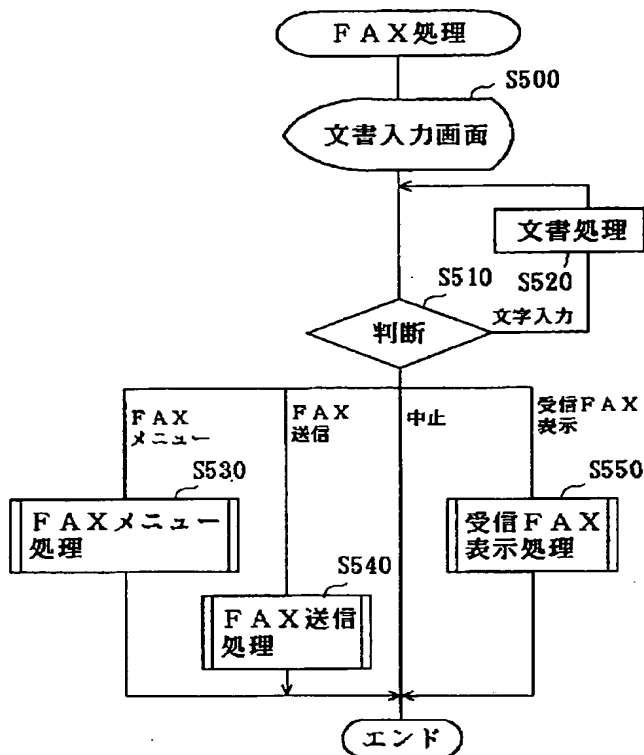 ＦＡＸ処理
S500
文書入力画面
文書処理
S520
S510
判断
文字入力
ＦＡＸ
メニュー
ＦＡＸ
送信
中止
受信ＦＡＸ
表示
S530
ＦＡＸメニュー
処理
S550
受信ＦＡＸ
表示処理
S540
ＦＡＸ送信
処理
エンド